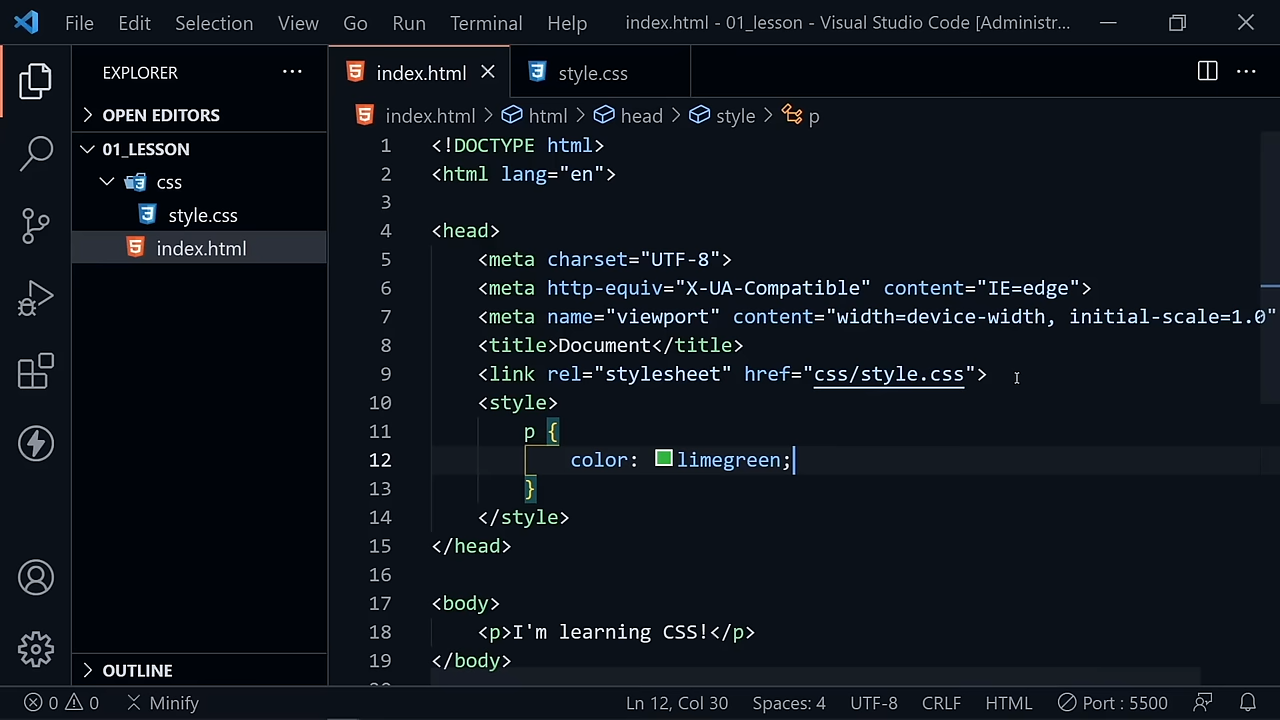 File Edit Selection View Go Run Terminal Help index.html - 01_lesson - Visual Studio Code [Administr...
EXPLORER
OPEN EDITORS
01_LESSON
css
style.css
index.html
OUTLINE
index.html style.css
index.html > html > head > style > p
1 <!DOCTYPE html>
2 <html lang="en">
3
4 <head>
5 <meta charset="UTF-8">
6 <meta http-equiv="X-UA-Compatible" content="IE=edge">
7 <meta name="viewport" content="width=device-width, initial-scale=1.0"
8 <title>Document</title>
9 <link rel="stylesheet" href="css/style.css">
10 <style>
11 p {
12 color: limegreen;
13 }
14 </style>
15 </head>
16
17 <body>
18 <p>I'm learning CSS!</p>
19 </body>
0 0 Minify Ln 12, Col 30 Spaces: 4 UTF-8 CRLF HTML Port : 5500